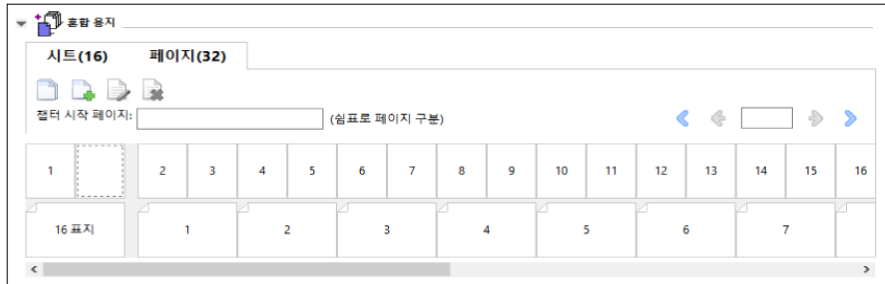 혼합 용지
시트(16) 페이지(32)
챕터 시작 페이지: (쉼표로 페이지 구분)
1 2 3 4 5 6 7 8 9 10 11 12 13 14 15 16
16 표지 1 2 3 4 5 6 7